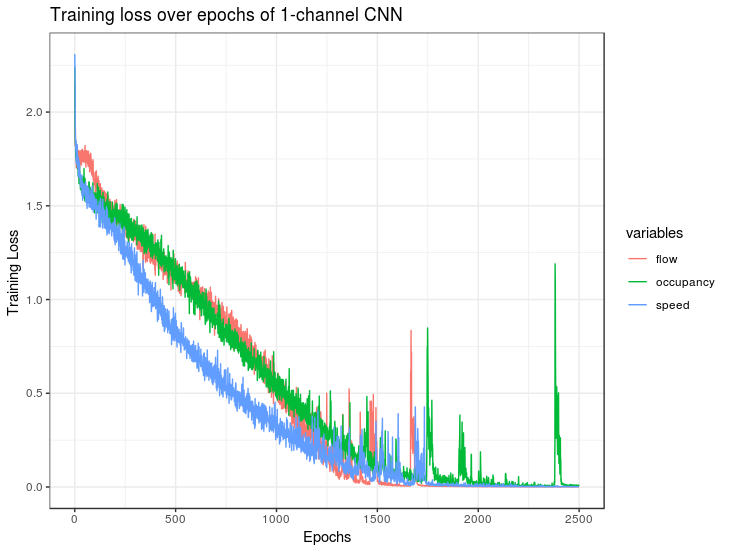 Training loss over epochs of 1-channel CNN
Training Loss
2.0
1.5
1.0
0.5
0.0
0 500 1000 1500 2000 2500
Epochs
variables
flow
occupancy
speed